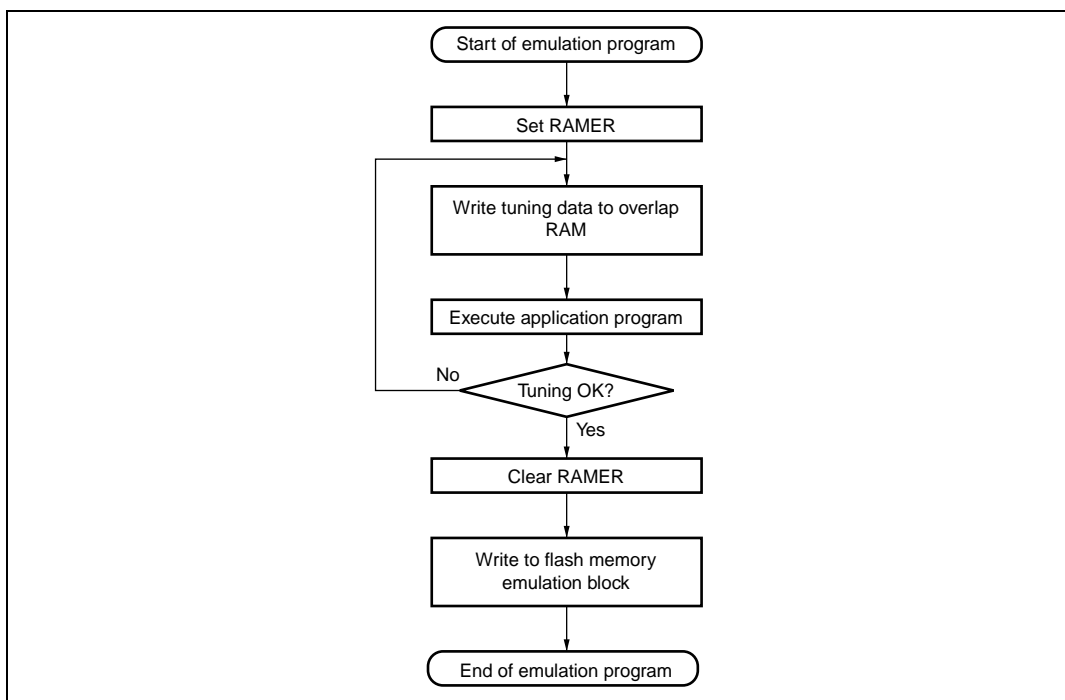 Start of emulation program
Set RAMER
Write tuning data to overlap
RAM
Execute application program
No
Tuning OK?
Yes
Clear RAMER
Write to flash memory
emulation block
End of emulation program